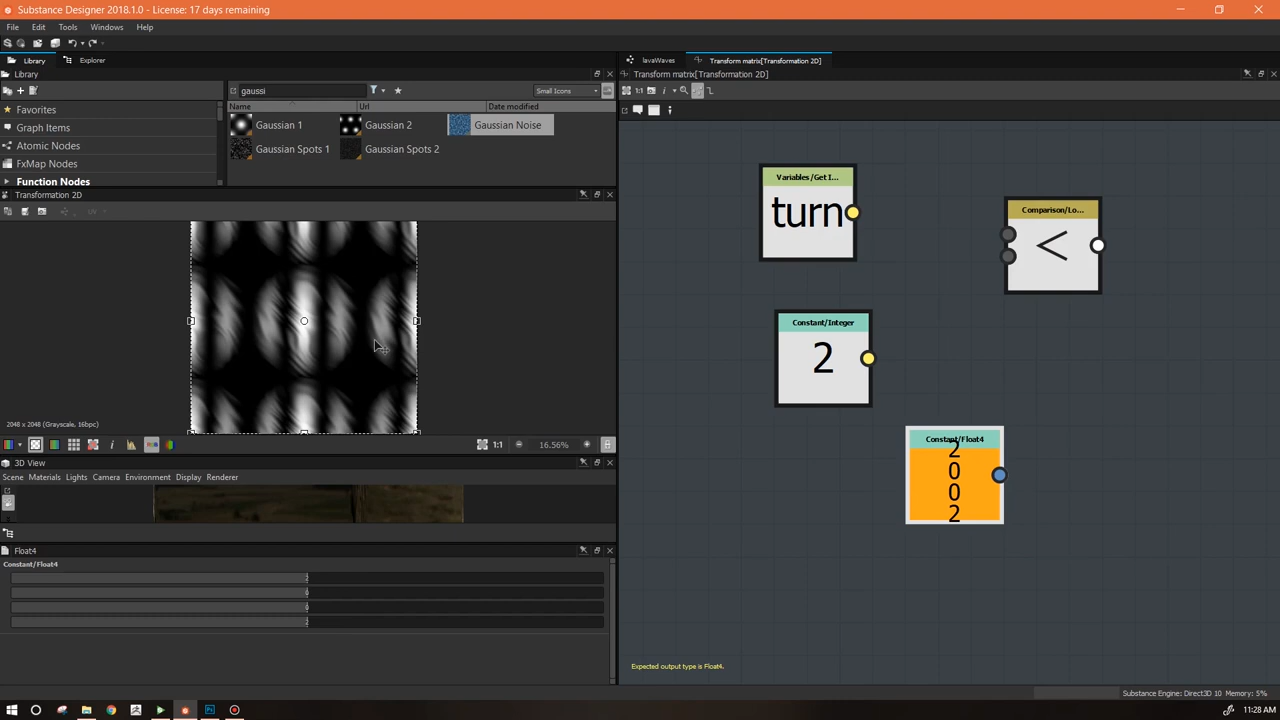 Substance Designer 2018.1.0 - License: 17 days remaining
File Edit Tools Windows Help
Library Explorer
lavaWaves Transform matrix[Transformation 2D]
Library
Transform matrix[Transformation 2D]
gaussi
Small Icons
1:1
Name Url Date modified
Favorites
Gaussian 1 Gaussian 2 Gaussian Noise
Graph Items
Atomic Nodes
Gaussian Spots 1 Gaussian Spots 2
FxMap Nodes
Function Nodes
Variables/Get I...
turn
Comparison/Lo...
<
Transformation 2D
Constant/Integer
2
2048 x 2048 (Grayscale, 16bpc)
1:1 16.56%
Constant/Float4
2
0
0
2
3D View
Scene Materials Lights Camera Environment Display Renderer
Float4
Constant/Float4
2
0
0
2
Expected output type is Float4.
Substance Engine: Direct3D 10 Memory: 5%
11:28 AM